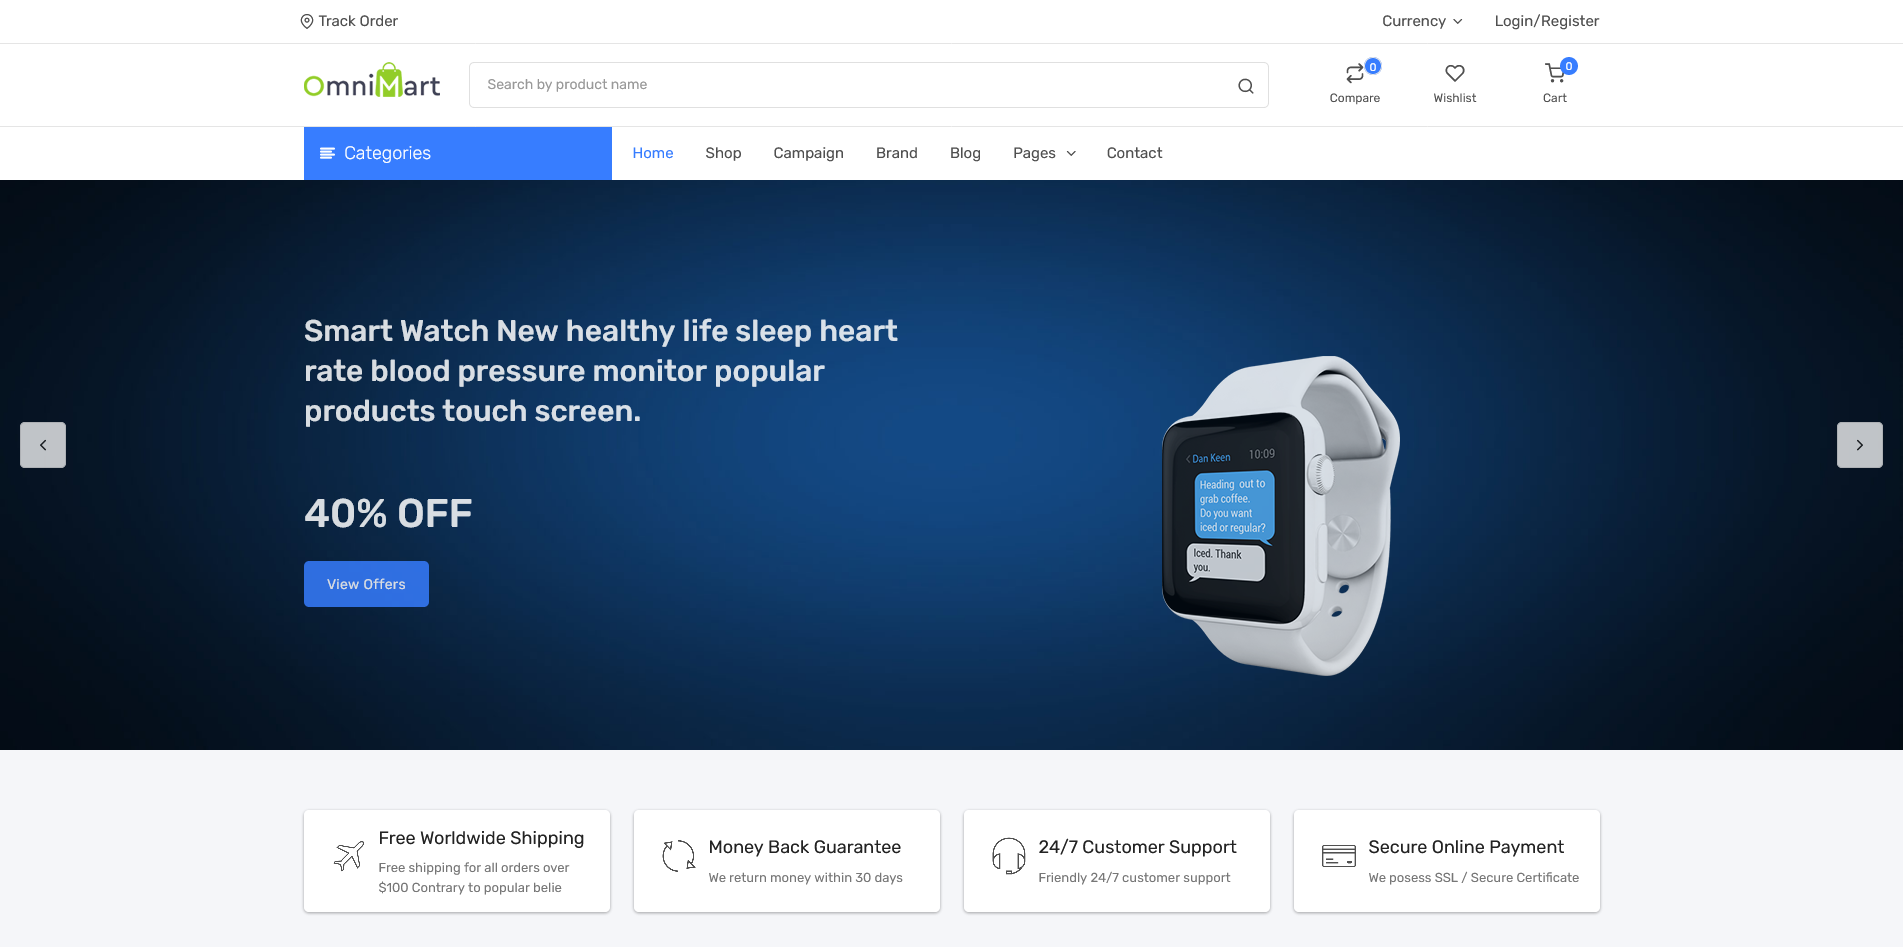 Track Order
Currency
Login/Register
OmniMart
Search by product name
0
Compare
Wishlist
0
Cart
Categories
Home
Shop
Campaign
Brand
Blog
Pages
Contact
Smart Watch New healthy life sleep heart
rate blood pressure monitor popular
products touch screen.
40% OFF
View Offers
Dan Keen
10:09
Heading out to
grab coffee.
Do you want
iced or regular?
Iced. Thank
you.
Free Worldwide Shipping
Free shipping for all orders over
$100 Contrary to popular belie
Money Back Guarantee
We return money within 30 days
24/7 Customer Support
Friendly 24/7 customer support
Secure Online Payment
We posess SSL / Secure Certificate